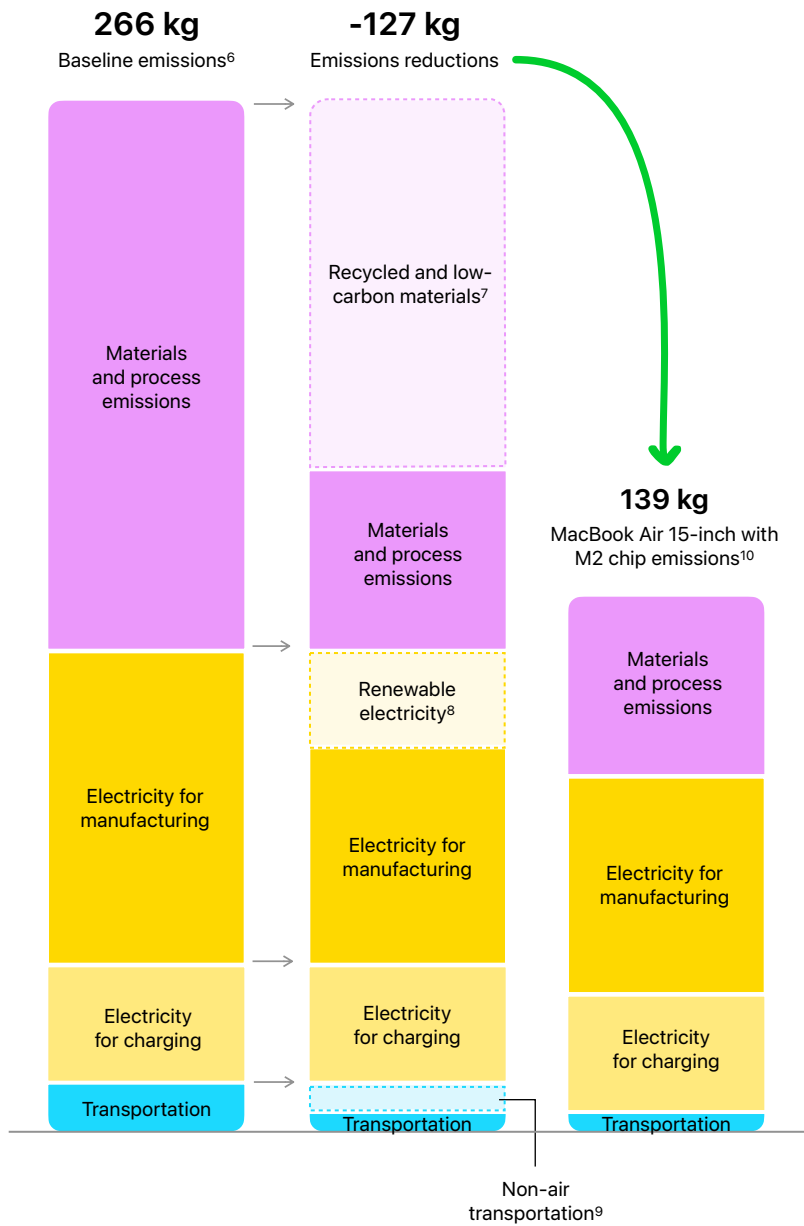 266 kg
Baseline emissions⁶
Materials
and process
emissions
Electricity for
manufacturing
Electricity
for charging
Transportation
-127 kg
Emissions reductions
Recycled and low-
carbon materials⁷
Materials
and process
emissions
Renewable
electricity⁸
Electricity for
manufacturing
Electricity
for charging
Transportation
Non-air
transportation⁹
139 kg
MacBook Air 15-inch with
M2 chip emissions¹⁰
Materials
and process
emissions
Electricity for
manufacturing
Electricity
for charging
Transportation